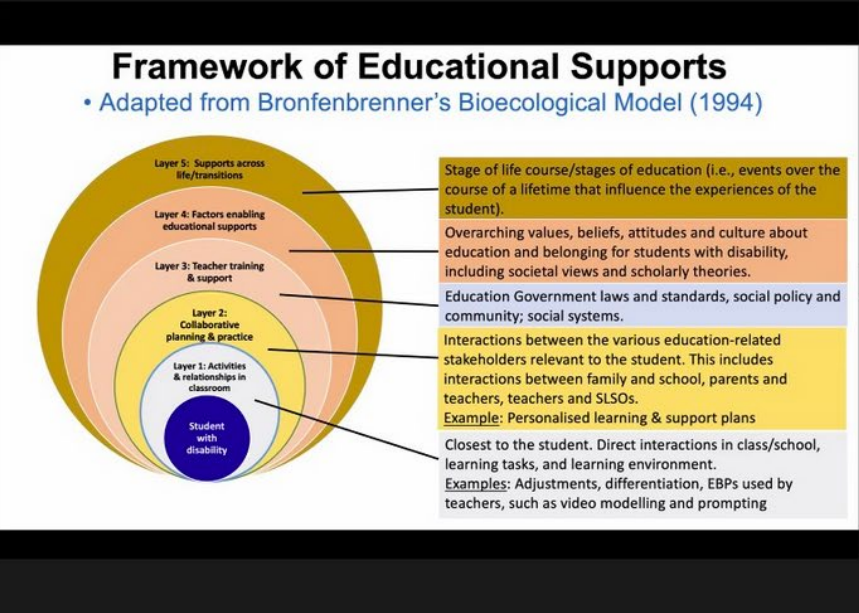 Framework of Educational Supports
• Adapted from Bronfenbrenner's Bioecological Model (1994)
Layer 5: Supports across
life/transitions
Layer 4: Factors enabling
educational supports
Layer 3: Teacher training
& support
Layer 2:
Collaborative
planning & practice
Layer 1: Activities
& relationships in
classroom
Student
with
disability
Stage of life course/stages of education (i.e., events over the
course of a lifetime that influence the experiences of the
student).
Overarching values, beliefs, attitudes and culture about
education and belonging for students with disability,
including societal views and scholarly theories.
Education Government laws and standards, social policy and
community; social systems.
Interactions between the various education-related
stakeholders relevant to the student. This includes
interactions between family and school, parents and
teachers, teachers and SLSOs.
Example: Personalised learning & support plans
Closest to the student. Direct interactions in class/school,
learning tasks, and learning environment.
Examples: Adjustments, differentiation, EBPs used by
teachers, such as video modelling and prompting